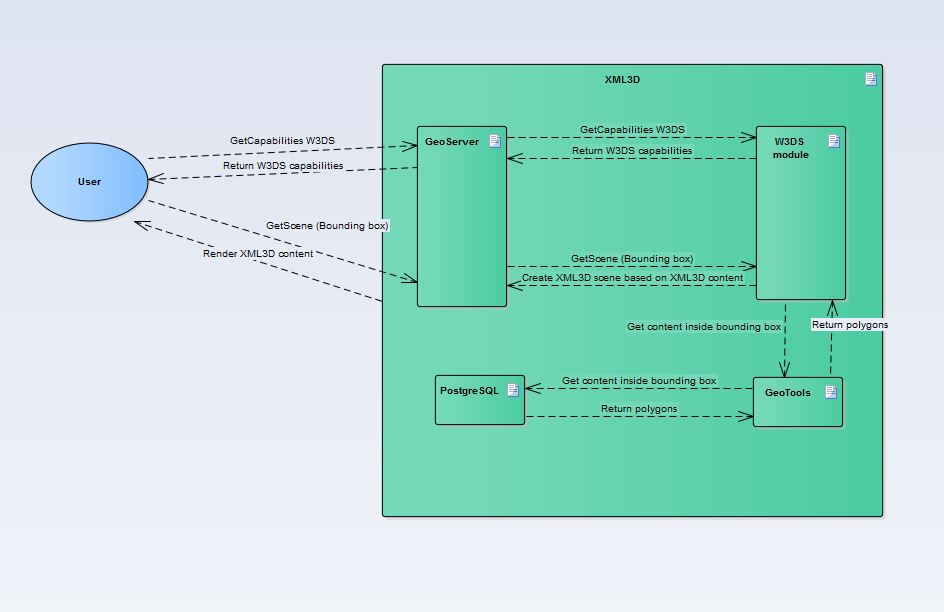 XML3D
GetCapabilities W3DS
Return W3DS capabilities
User
GetScene (Bounding box)
Render XML3D content
GeoServer
GetCapabilities W3DS
Return W3DS capabilities
W3DS
module
GetScene (Bounding box)
Create XML3D scene based on XML3D content
Get content inside bounding box
Return polygons
PostgreSQL
Get content inside bounding box
Return polygons
GeoTools